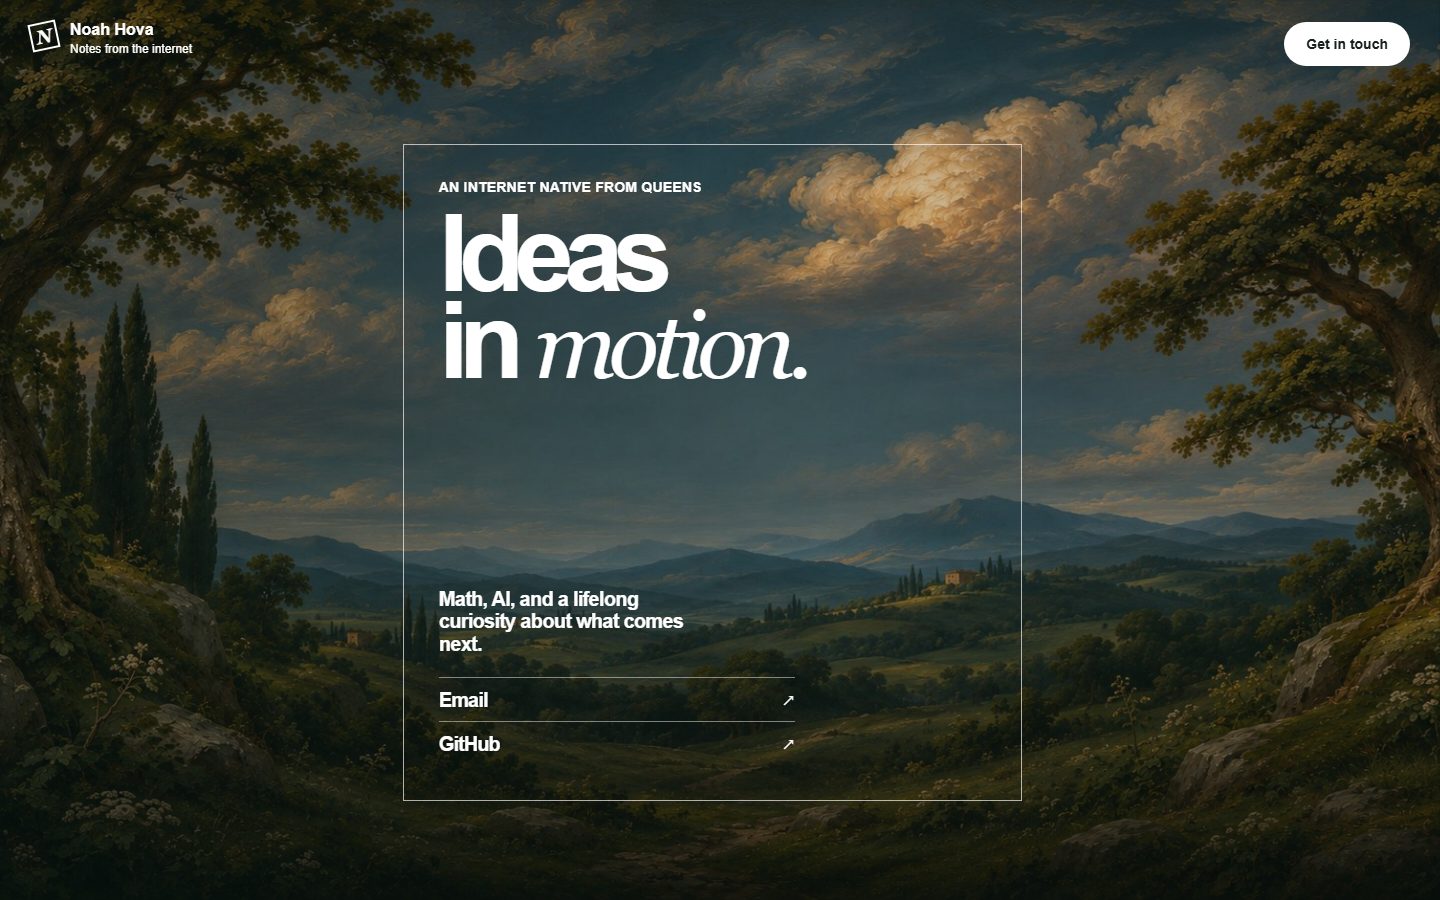 N
Noah Hova
Notes from the internet
Get in touch
AN INTERNET NATIVE FROM QUEENS
Ideas
in motion.
Math, AI, and a lifelong
curiosity about what comes
next.
Email ↗
GitHub ↗